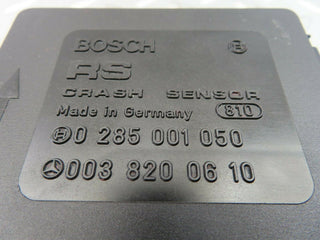 BOSCH
RS
CRASH SENSOR
Made in Germany 810
0 285 001 050
003 820 06 10